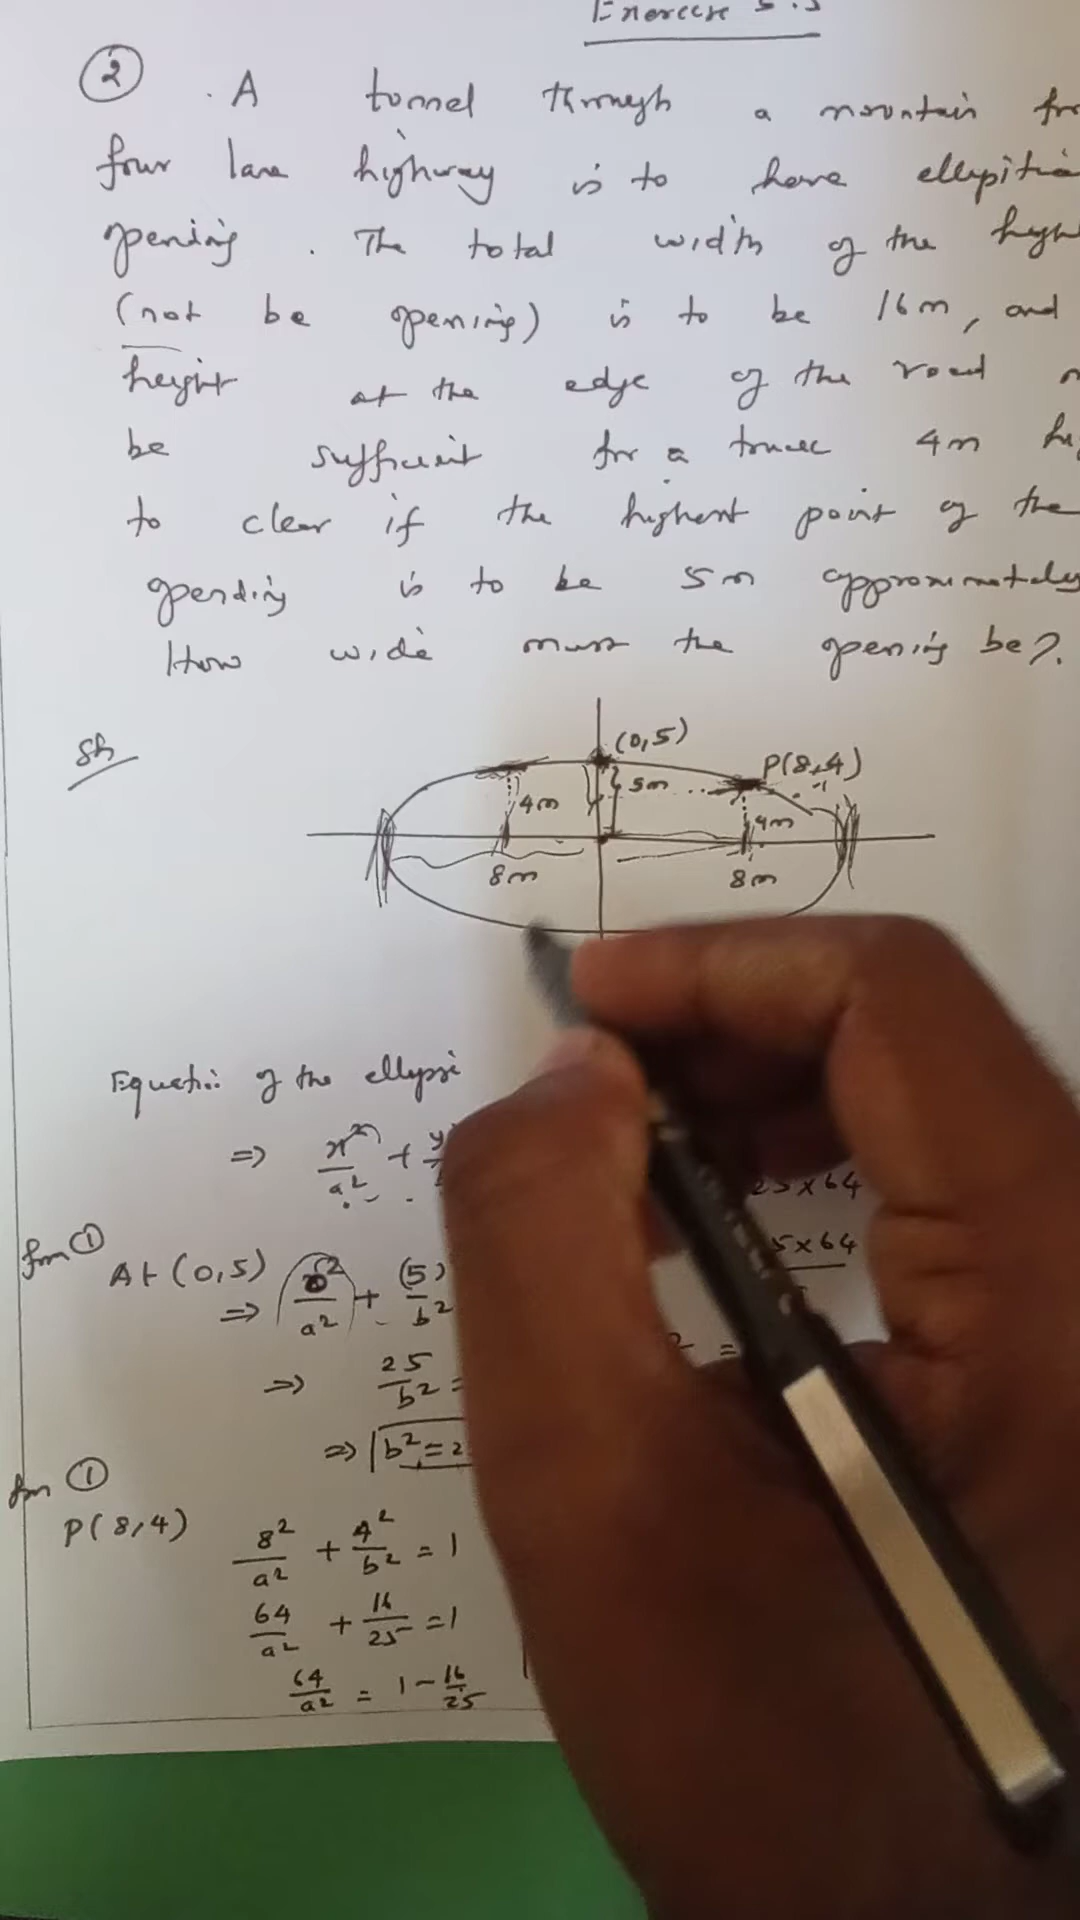 Exercise 5.5
② A tunnel through a mountain for
four lane highway is to have
opening. The total width of the
(not be opening) is to be 16m, and
height at the edge of the road
be sufficient for a truck 4m
to clear if the highest point of the
opening is to be 5m approximately
How wide must the opening be?.
(0,5)
P(8,4)
5m
4m
4m
8m
8m
Equation of the ellipse
⇒ x²/a² +
from ①
At (0,5)
⇒ 0²/a² + (5)/b²
⇒ 25/b² =
⇒ b² = 2
from ①
P(8,4)
8²/a² + 4²/b² = 1
64/a² + 16/25 = 1
64/a² = 1 - 16/25
25×64
5×64
² =